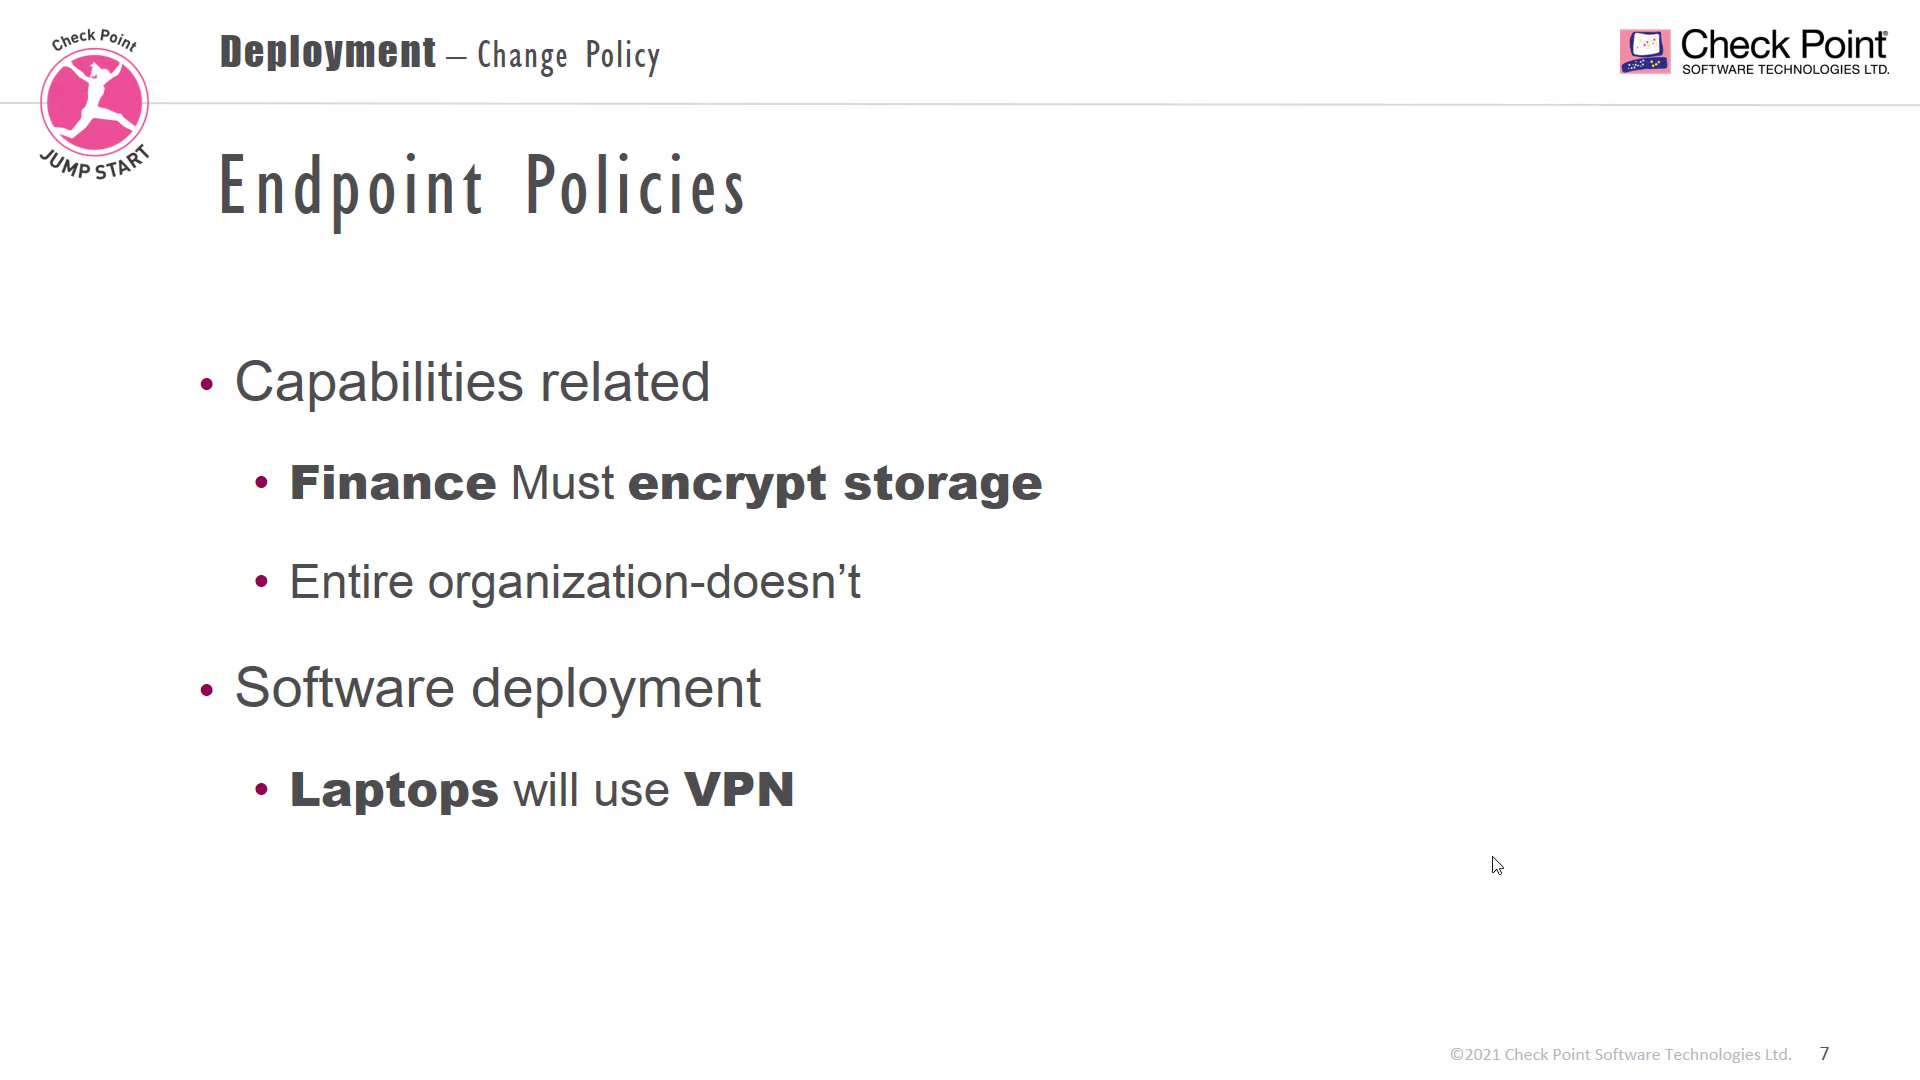 Check Point
JUMP START
Deployment – Change Policy
Check Point®
SOFTWARE TECHNOLOGIES LTD.
Endpoint Policies
• Capabilities related
• Finance Must encrypt storage
• Entire organization-doesn’t
• Software deployment
• Laptops will use VPN
©2021 Check Point Software Technologies Ltd. 7